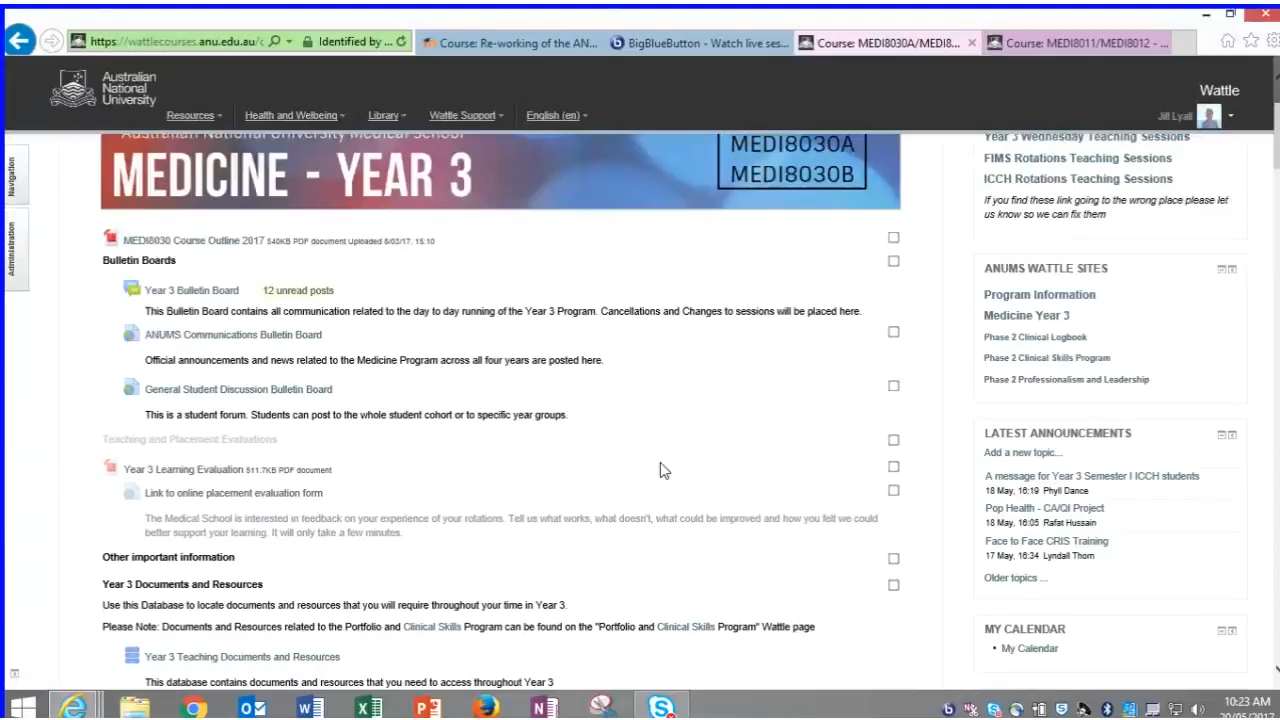 https://wattlecourses.anu.edu.au/c
Identified by ...
Course: Re-working of the AN...
BigBlueButton - Watch live ses...
Course: MEDI8030A/MEDI8...
Course: MEDI8011/MEDI8012 - ...
Australian
National
University
Wattle
Resources
Health and Wellbeing
Library
Wattle Support
English (en)
Jill Lyall
Navigation
Administration
Australian National University Medical School
MEDICINE - YEAR 3
MEDI8030A
MEDI8030B
MEDI8030 Course Outline 2017 540KB PDF document Uploaded 8/03/17, 15:10
Bulletin Boards
Year 3 Bulletin Board 12 unread posts
This Bulletin Board contains all communication related to the day to day running of the Year 3 Program. Cancellations and Changes to sessions will be placed here.
ANUMS Communications Bulletin Board
Official announcements and news related to the Medicine Program across all four years are posted here.
General Student Discussion Bulletin Board
This is a student forum. Students can post to the whole student cohort or to specific year groups.
Teaching and Placement Evaluations
Year 3 Learning Evaluation 511.7KB PDF document
Link to online placement evaluation form
The Medical School is interested in feedback on your experience of your rotations. Tell us what works, what doesn't, what could be improved and how you felt we could
better support your learning. It will only take a few minutes.
Other important information
Year 3 Documents and Resources
Use this Database to locate documents and resources that you will require throughout your time in Year 3.
Please Note: Documents and Resources related to the Portfolio and Clinical Skills Program can be found on the "Portfolio and Clinical Skills Program" Wattle page
Year 3 Teaching Documents and Resources
This database contains documents and resources that you need to access throughout Year 3
Year 3 Wednesday Teaching Sessions
FIMS Rotations Teaching Sessions
ICCH Rotations Teaching Sessions
If you find these link going to the wrong place please let
us know so we can fix them
ANUMS WATTLE SITES
Program Information
Medicine Year 3
Phase 2 Clinical Logbook
Phase 2 Clinical Skills Program
Phase 2 Professionalism and Leadership
LATEST ANNOUNCEMENTS
Add a new topic...
A message for Year 3 Semester I ICCH students
18 May, 16:19 Phyll Dance
Pop Health - CA/QI Project
18 May, 16:05 Rafat Hussain
Face to Face CRIS Training
17 May, 16:34 Lyndall Thorn
Older topics ...
MY CALENDAR
• My Calendar
10:23 AM
20/05/2017